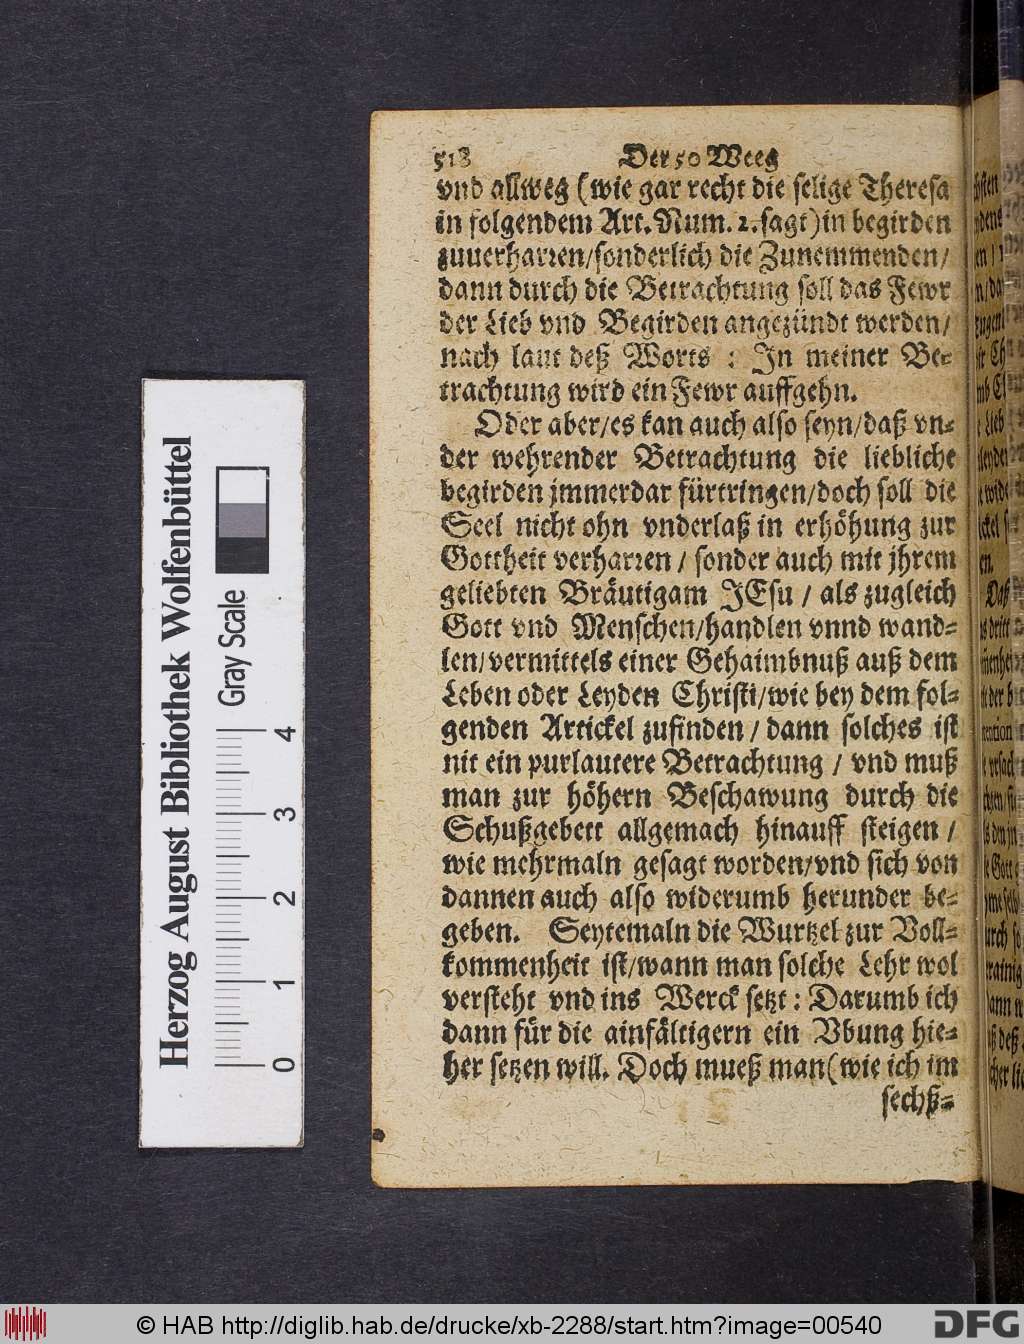 518 Der 50 Weeg
vnd allweg (wie gar recht die selige Theresa
in folgendem Art. Num. 2. sagt) in begirden
zuuerharren/sonderlich die Zunemmenden/
dann durch die Betrachtung soll das Fewr
der Lieb vnd Begirden angezündt werden/
nach laut deß Worts : In meiner Be-
trachtung wird ein Fewr auffgehn.
Oder aber/es kan auch also seyn/daß vn-
der wehrender Betrachtung die liebliche
begirden jmmerdar fürtringen/doch soll die
Seel nicht ohn vnderlaß in erhöhung zur
Gottheit verharren / sonder auch mit jhrem
geliebten Bräutigam JEsu / als zugleich
Gott vnd Menschen/handlen vnnd wand-
len/vermittels einer Gehaimbnuß auß dem
Leben oder Leyden Christi/wie bey dem fol-
genden Artickel zufinden / dann solches ist
nit ein purlautere Betrachtung / vnd muß
man zur höhern Beschawung durch die
Schußgebett allgemach hinauff steigen /
wie mehrmaln gesagt worden/vnd sich von
dannen auch also widerumb herunder be-
geben. Seytemaln die Wurtzel zur Voll-
kommenheit ist/wann man solche Lehr wol
versteht vnd ins Werck setzt : Darumb ich
dann für die ainfältigern ein Vbung hie-
her setzen will. Doch mueß man (wie ich im
sechß-
Herzog August Bibliothek Wolfenbüttel
Gray Scale
0 1 2 3 4
© HAB http://diglib.hab.de/drucke/xb-2288/start.htm?image=00540
DFG